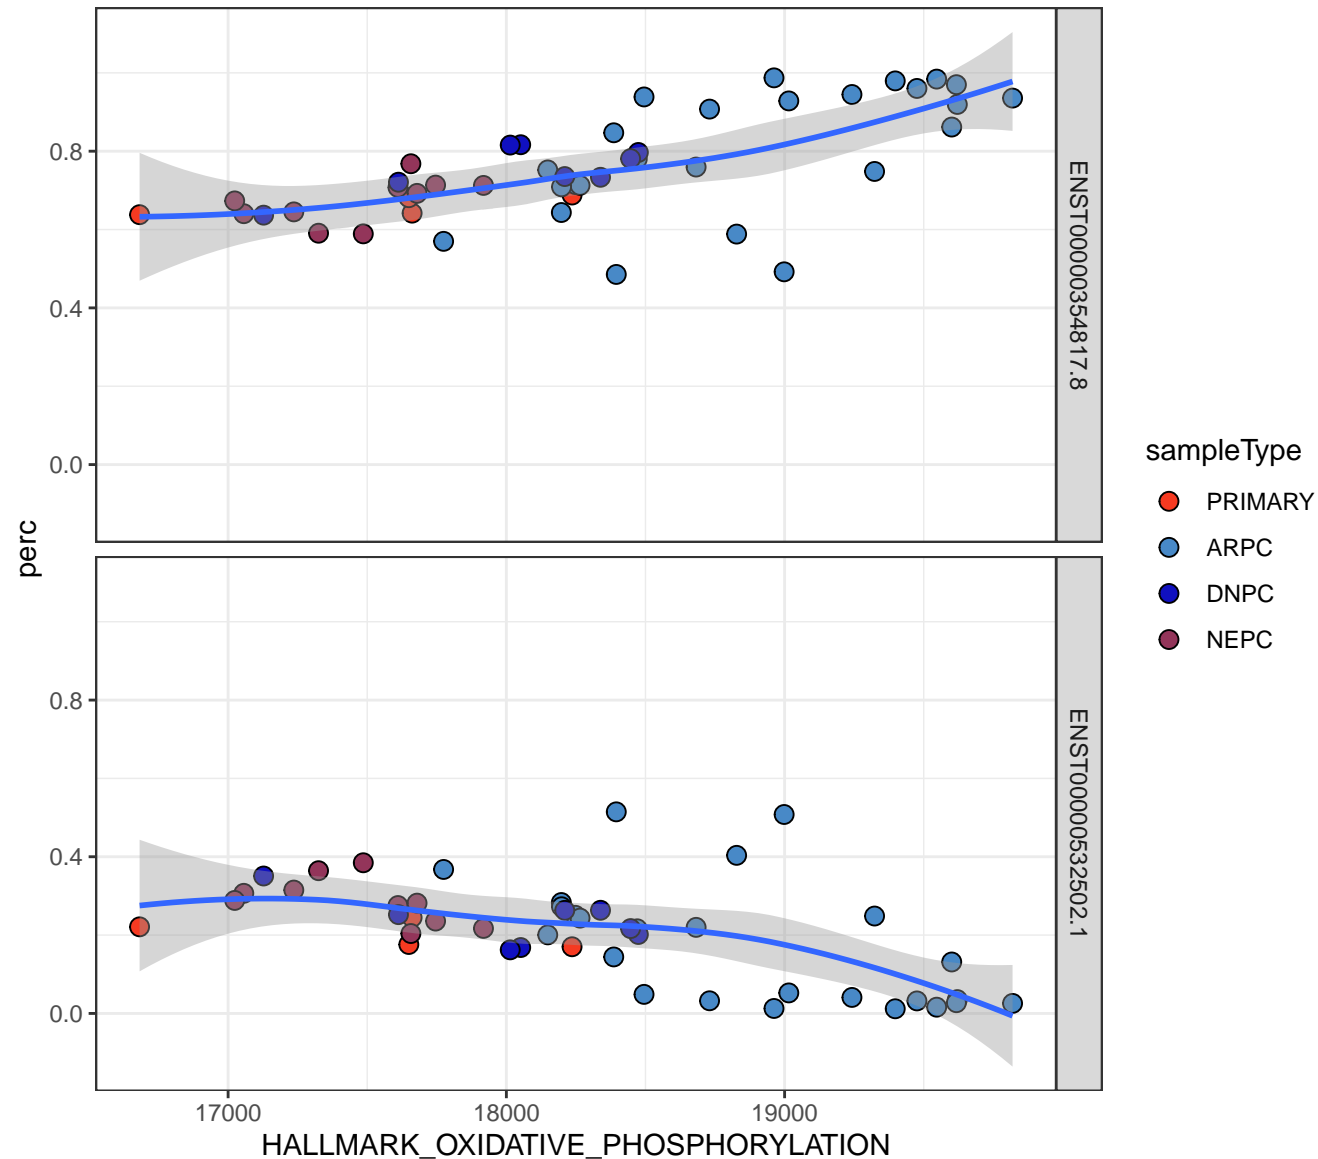 0.8
0.4
0.0
ENST00000354817.8
perc
0.8
0.4
0.0
ENST00000532502.1
17000
18000
19000
HALLMARK_OXIDATIVE_PHOSPHORYLATION
sampleType
PRIMARY
ARPC
DNPC
NEPC